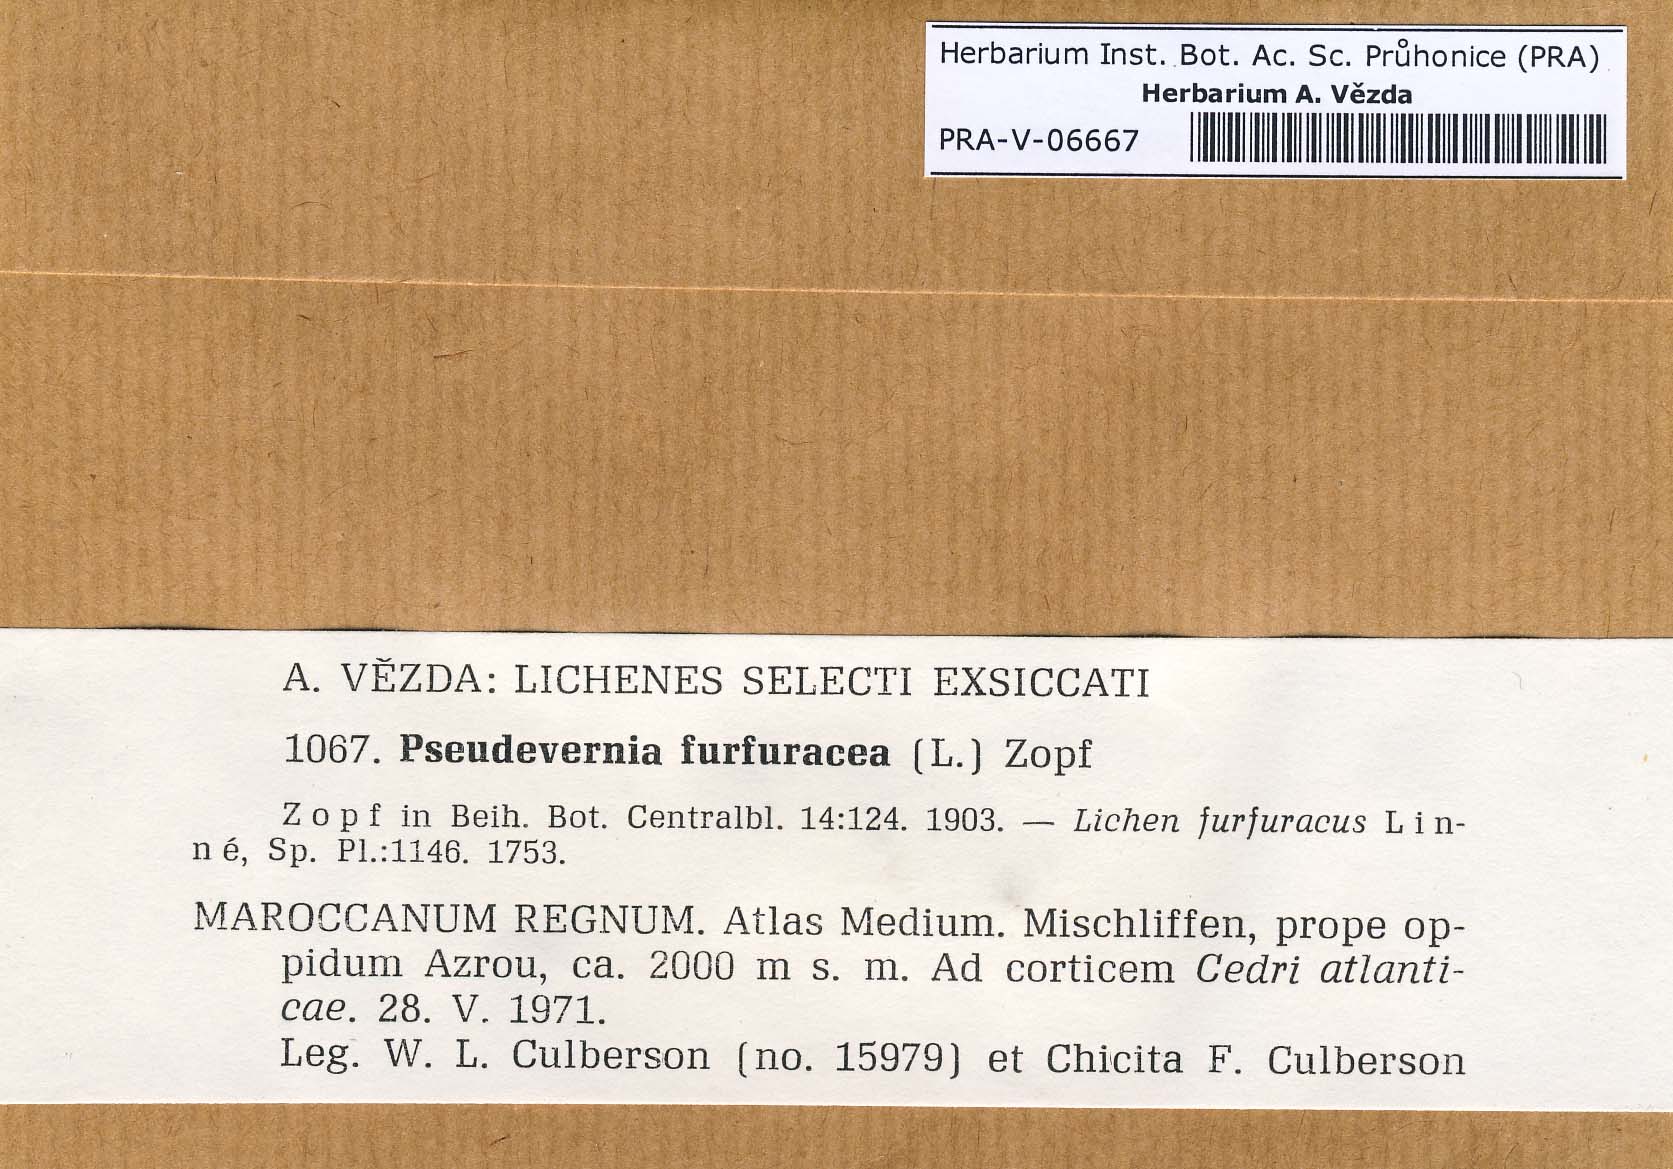 Herbarium Inst. Bot. Ac. Sc. Průhonice (PRA)
Herbarium A. Vězda
PRA-V-06667
A. VĚZDA: LICHENES SELECTI EXSICCATI
1067. Pseudevernia furfuracea (L.) Zopf
Zopf in Beih. Bot. Centralbl. 14:124. 1903. — Lichen furfuracus Lin-
né, Sp. Pl.:1146. 1753.
MAROCCANUM REGNUM. Atlas Medium. Mischliffen, prope op-
pidum Azrou, ca. 2000 m s. m. Ad corticem Cedri atlanti-
cae. 28. V. 1971.
Leg. W. L. Culberson (no. 15979) et Chicita F. Culberson